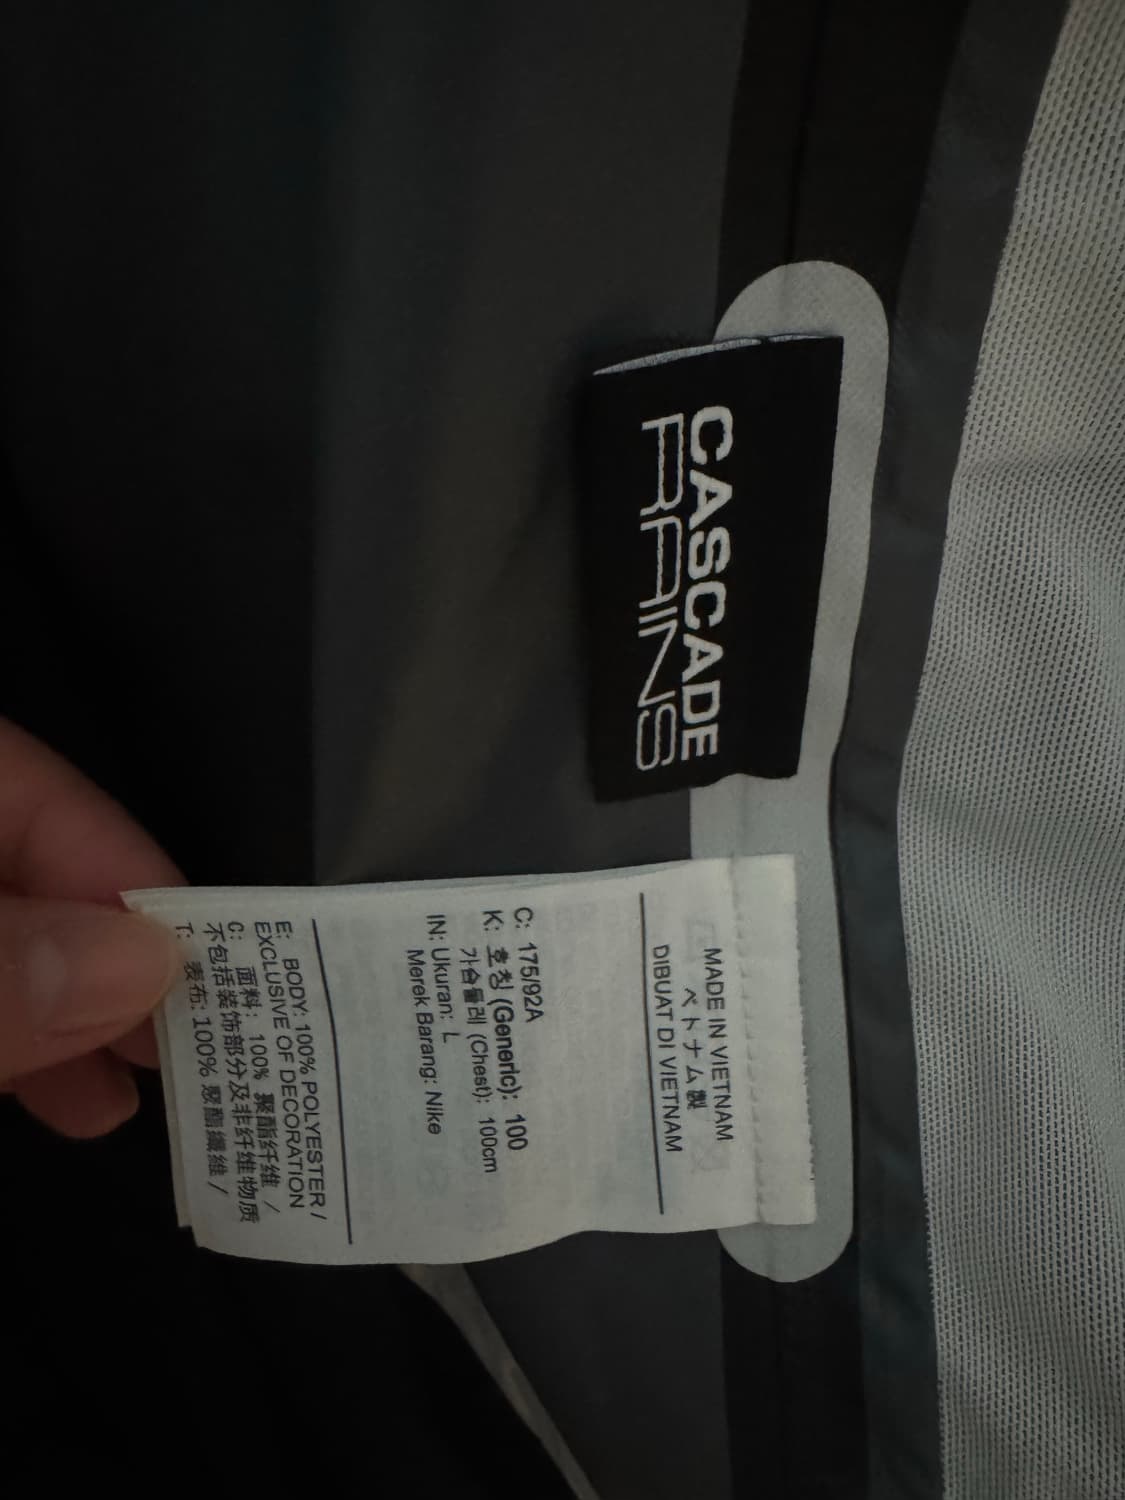 CASCADE
RAINS
MADE IN VIETNAM
ベトナム製
DIBUAT DI VIETNAM
C: 175/92A
K: 호칭 (Generic): 100
가슴둘레 (Chest): 100cm
IN: Ukuran: L
Merek Barang: Nike
E: BODY: 100% POLYESTER /
EXCLUSIVE OF DECORATION
C: 面料: 100% 聚酯纤维 /
不包括装饰部分及非纤维物质
T: 表布: 100% 聚酯纖維 /